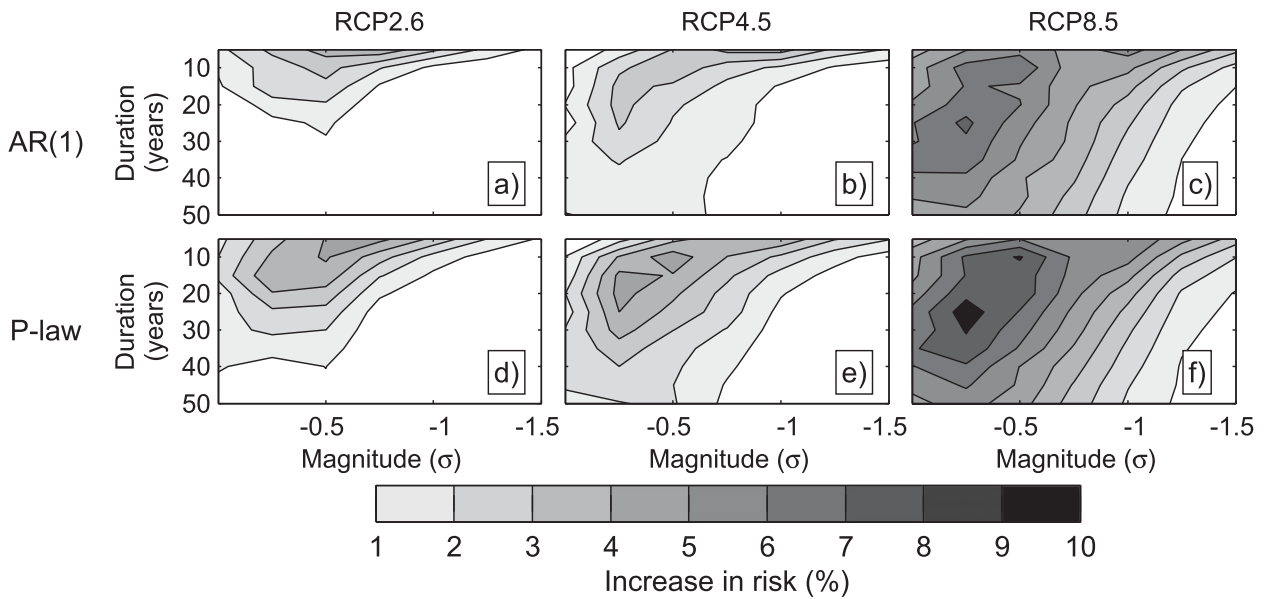 RCP2.6 RCP4.5 RCP8.5
AR(1)
Duration
(years)
10
20
30
40
50
a)
b)
c)
P-law
Duration
(years)
10
20
30
40
50
d)
e)
f)
-0.5 -1 -1.5 -0.5 -1 -1.5 -0.5 -1 -1.5
Magnitude (σ) Magnitude (σ) Magnitude (σ)
1 2 3 4 5 6 7 8 9 10
Increase in risk (%)